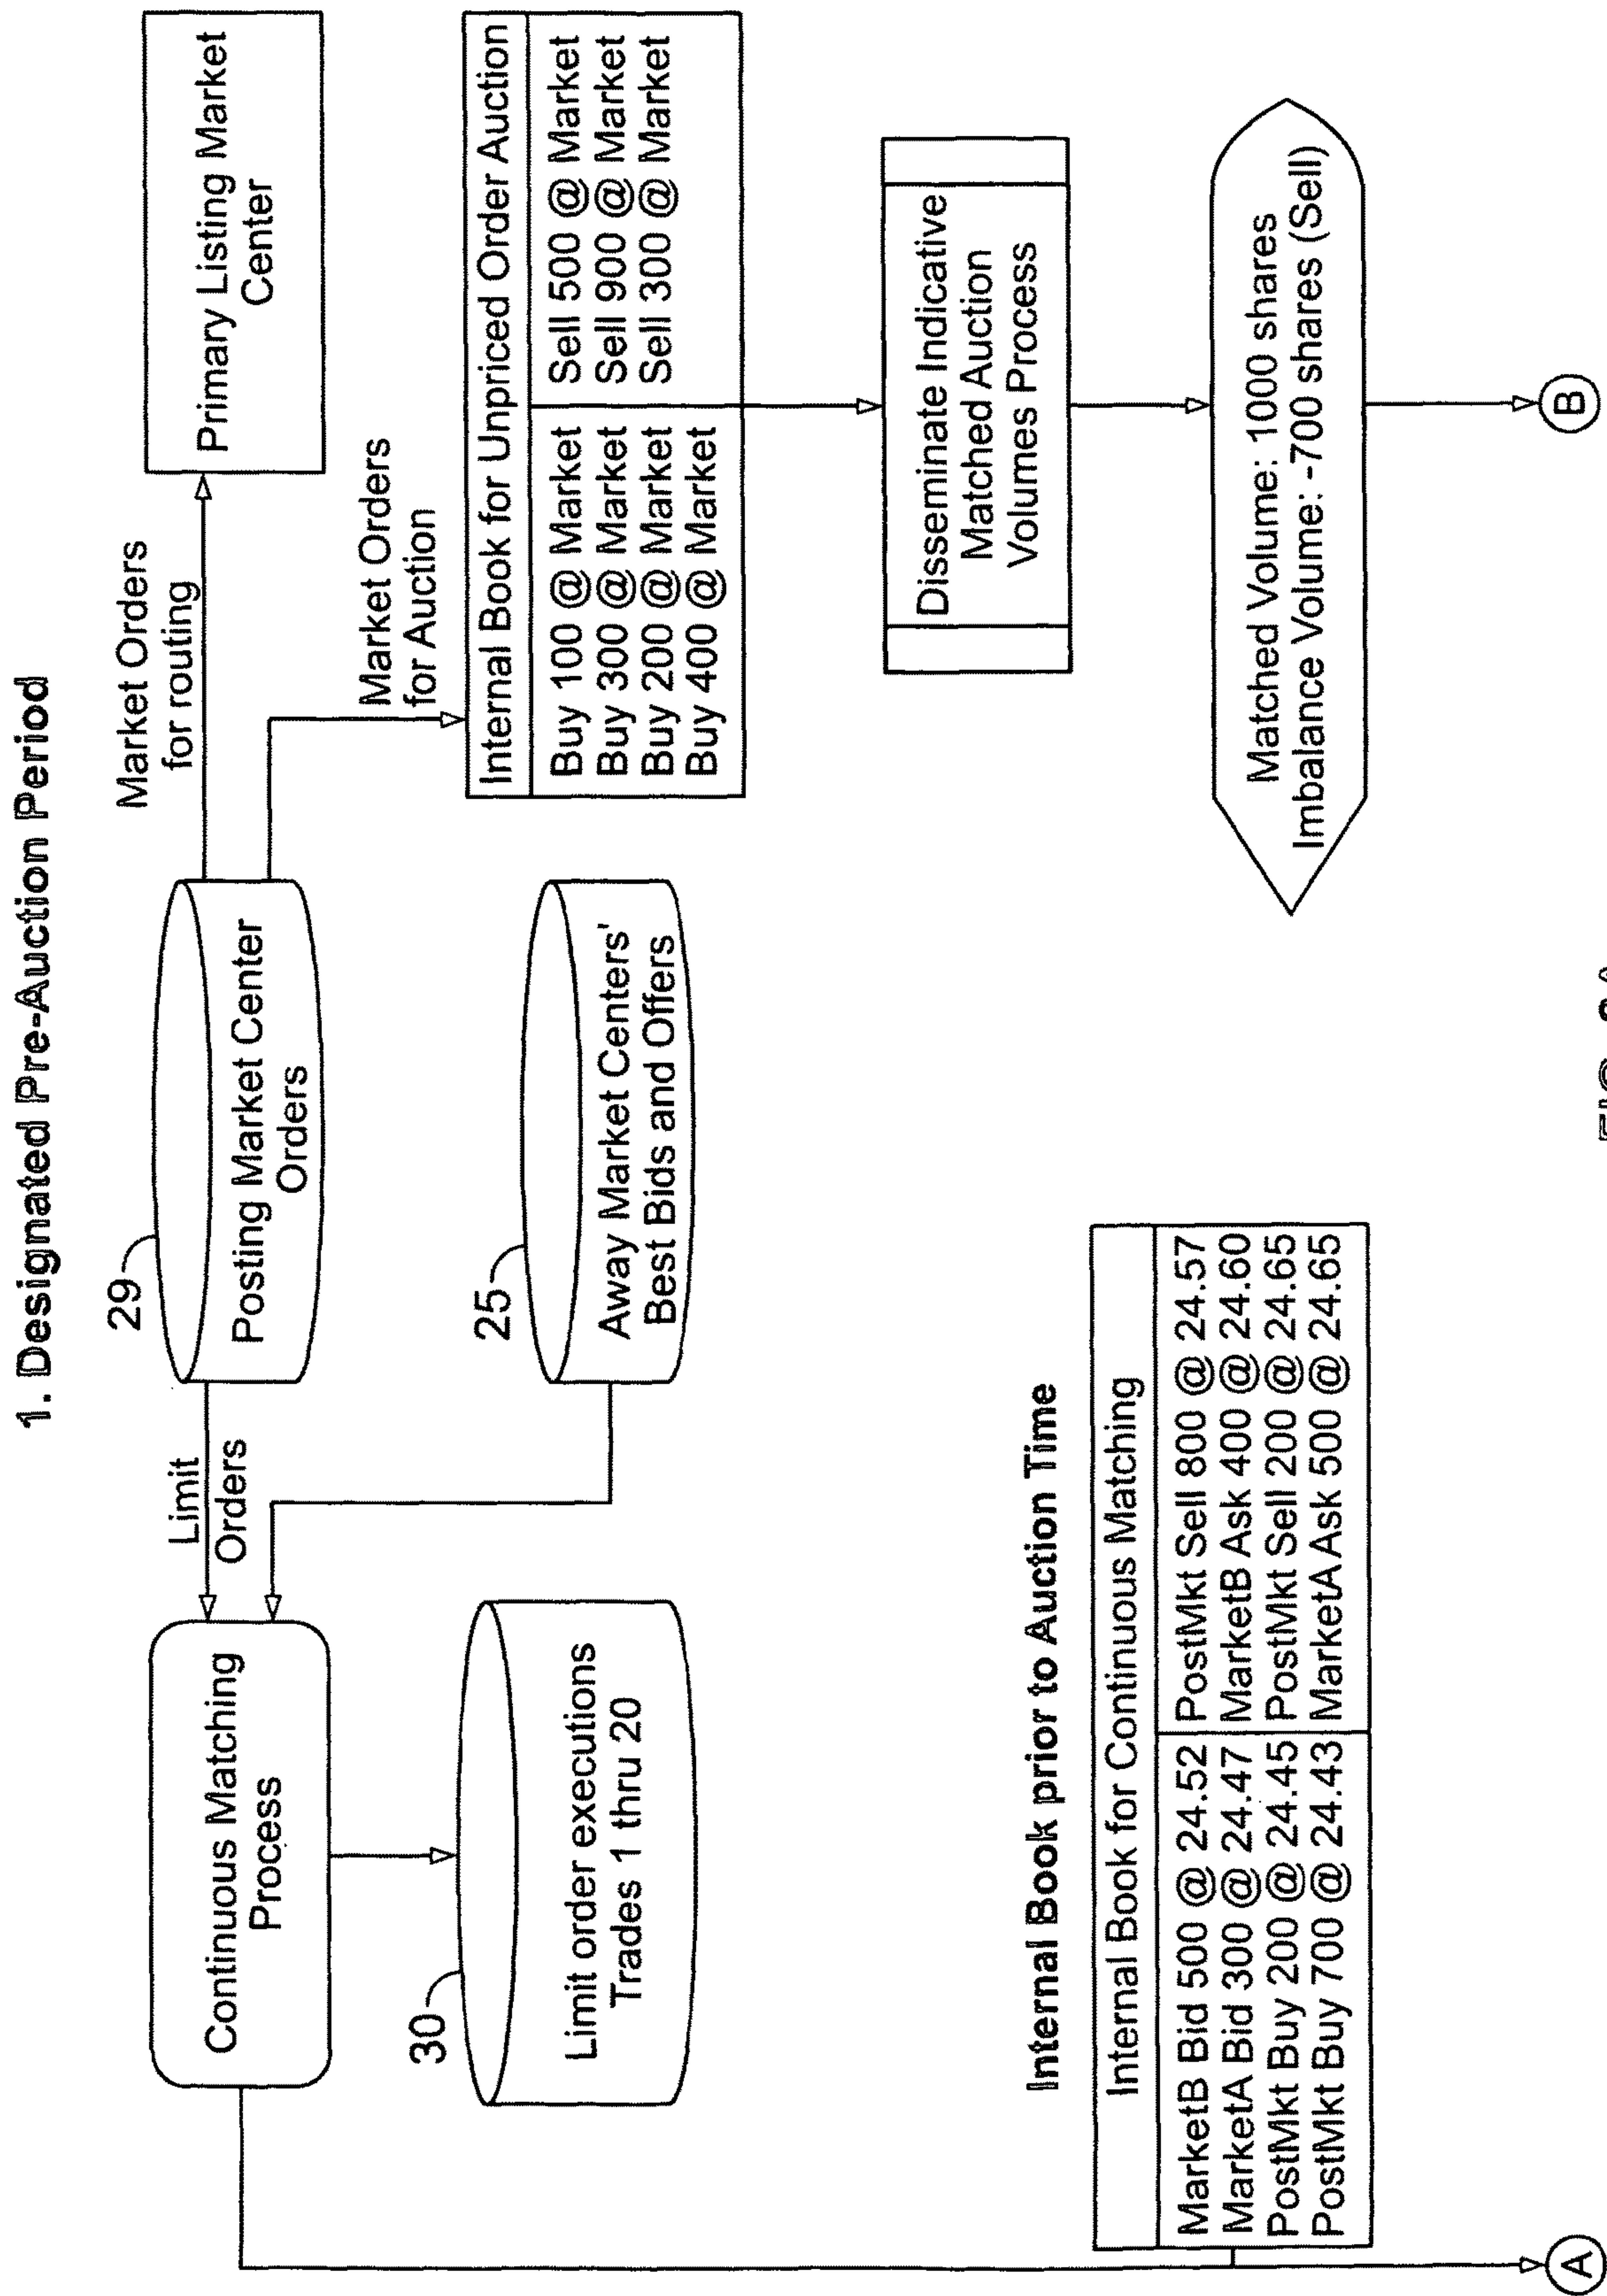 1. Designated Pre-Auction Period
Continuous Matching
Process
Limit
Orders
29
Posting Market Center
Orders
Market Orders
for routing
Primary Listing Market
Center
30
Limit order executions
Trades 1 thru 20
25
Away Market Centers'
Best Bids and Offers
Market Orders
for Auction
Internal Book for Unpriced Order Auction
Buy 100 @ Market Sell 500 @ Market
Buy 300 @ Market Sell 900 @ Market
Buy 200 @ Market Sell 300 @ Market
Buy 400 @ Market
Disseminate Indicative
Matched Auction
Volumes Process
Internal Book prior to Auction Time
Internal Book for Continuous Matching
MarketB Bid 500 @ 24.52 PostMkt Sell 800 @ 24.57
MarketA Bid 300 @ 24.47 MarketB Ask 400 @ 24.60
PostMkt Buy 200 @ 24.45 PostMkt Sell 200 @ 24.65
PostMkt Buy 700 @ 24.43 MarketA Ask 500 @ 24.65
Matched Volume: 1000 shares
Imbalance Volume: -700 shares (Sell)
A
B